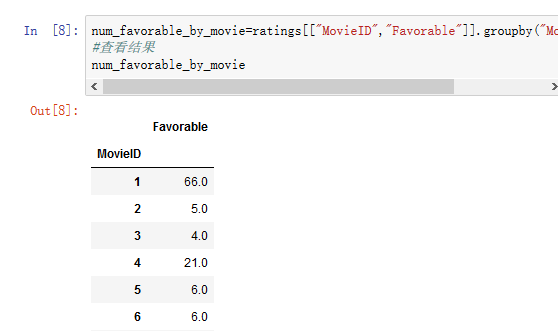 In [8]: num_favorable_by_movie=ratings[["MovieID","Favorable"]].groupby("Mo
#查看结果
num_favorable_by_movie
Out[8]:
Favorable
MovieID
1 66.0
2 5.0
3 4.0
4 21.0
5 6.0
6 6.0